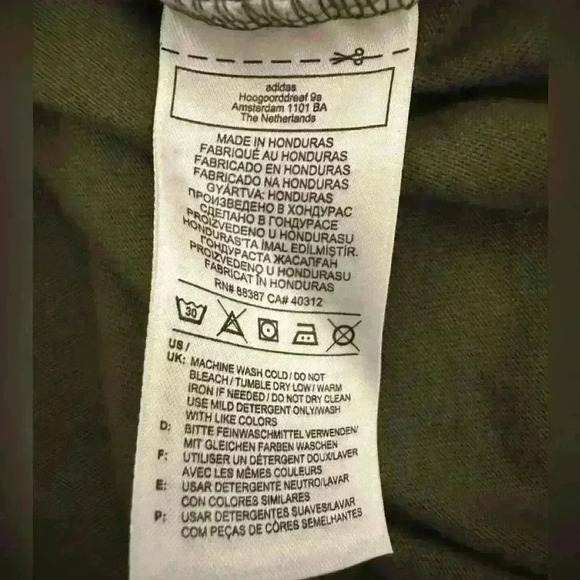 adidas
Hoogoorddreef 9a
Amsterdam 1101 BA
The Netherlands
MADE IN HONDURAS
FABRIQUÉ AU HONDURAS
FABRICADO EN HONDURAS
FABRICADO NA HONDURAS
GYÁRTVA: HONDURAS
ПРОИЗВЕДЕНО В ХОНДУРАС
СДЕЛАНО В ГОНДУРАСЕ
PROIZVEDENO U HONDURASU
HONDURAS'TA IMAL EDİLMİŞTİR.
ГОНДУРАСТА ЖАСАЛҒАН
PROIZVEDENO U HONDURASU
FABRICAT ÎN HONDURAS
RN# 88387 CA# 40312
30
US /
UK: MACHINE WASH COLD / DO NOT
BLEACH / TUMBLE DRY LOW / WARM
IRON IF NEEDED / DO NOT DRY CLEAN
USE MILD DETERGENT ONLY/WASH
WITH LIKE COLORS
D: BITTE FEINWASCHMITTEL VERWENDEN/
MIT GLEICHEN FARBEN WASCHEN
F: UTILISER UN DÉTERGENT DOUX/LAVER
AVEC LES MÊMES COULEURS
E: USAR DETERGENTE NEUTRO/LAVAR
CON COLORES SIMILARES
P: USAR DETERGENTES SUAVES/LAVAR
COM PEÇAS DE CÔRES SEMELHANTES